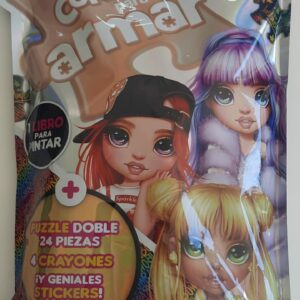 armar
1 LIBRO
PARA
PINTAR
+
PUZZLE DOBLE
24 PIEZAS
4 CRAYONES
¡Y GENIALES
STICKERS!